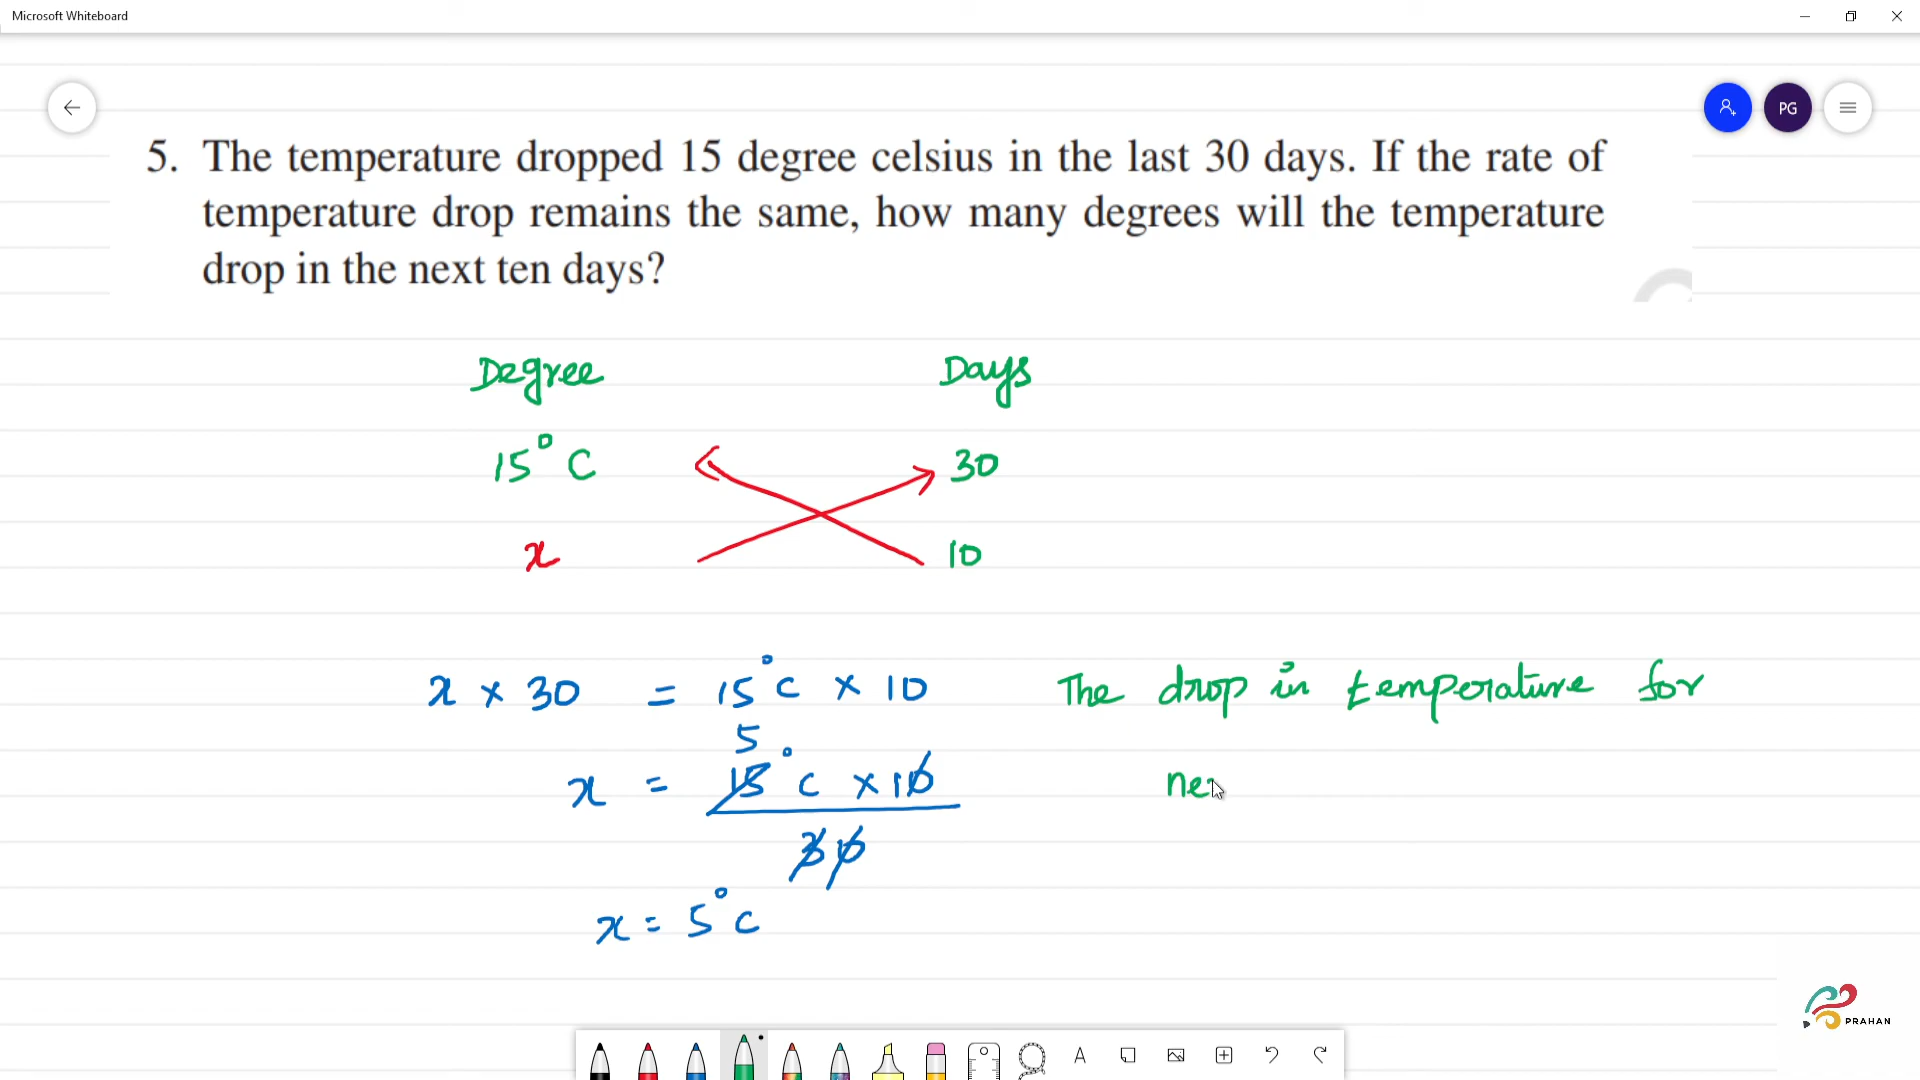 Microsoft Whiteboard
PG
5. The temperature dropped 15 degree celsius in the last 30 days. If the rate of
temperature drop remains the same, how many degrees will the temperature
drop in the next ten days?
Degree Days
15° C 30
x 10
x × 30 = 15°C × 10
The drop in temperature for
5
x = 15°C × 10
nex
30
x = 5°C
PRAHAN
A